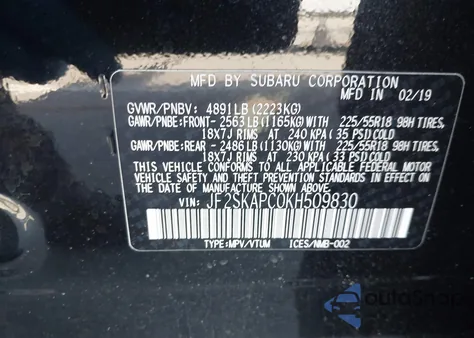 MFD BY SUBARU CORPORATION
MFD IN 02/19
GVWR/PNBV: 4891LB(2223KG)
GAWR/PNBE:FRONT- 2563LB(1165KG)WITH 225/55R18 98H TIRES,
18X7J RIMS AT 240 KPA(35 PSI)COLD
GAWR/PNBE:REAR - 2486LB(1130KG)WITH 225/55R18 98H TIRES,
18X7J RIMS AT 230 KPA(33 PSI)COLD
THIS VEHICLE CONFORMS TO ALL APPLICABLE FEDERAL MOTOR
VEHICLE SAFETY AND THEFT PREVENTION STANDARDS IN
EFFECT ON THE DATE OF MANUFACTURE SHOWN ABOVE.
VIN: JF2SKAPC0KH509830
TYPE:MPV/VTUM ICES/NMB-002